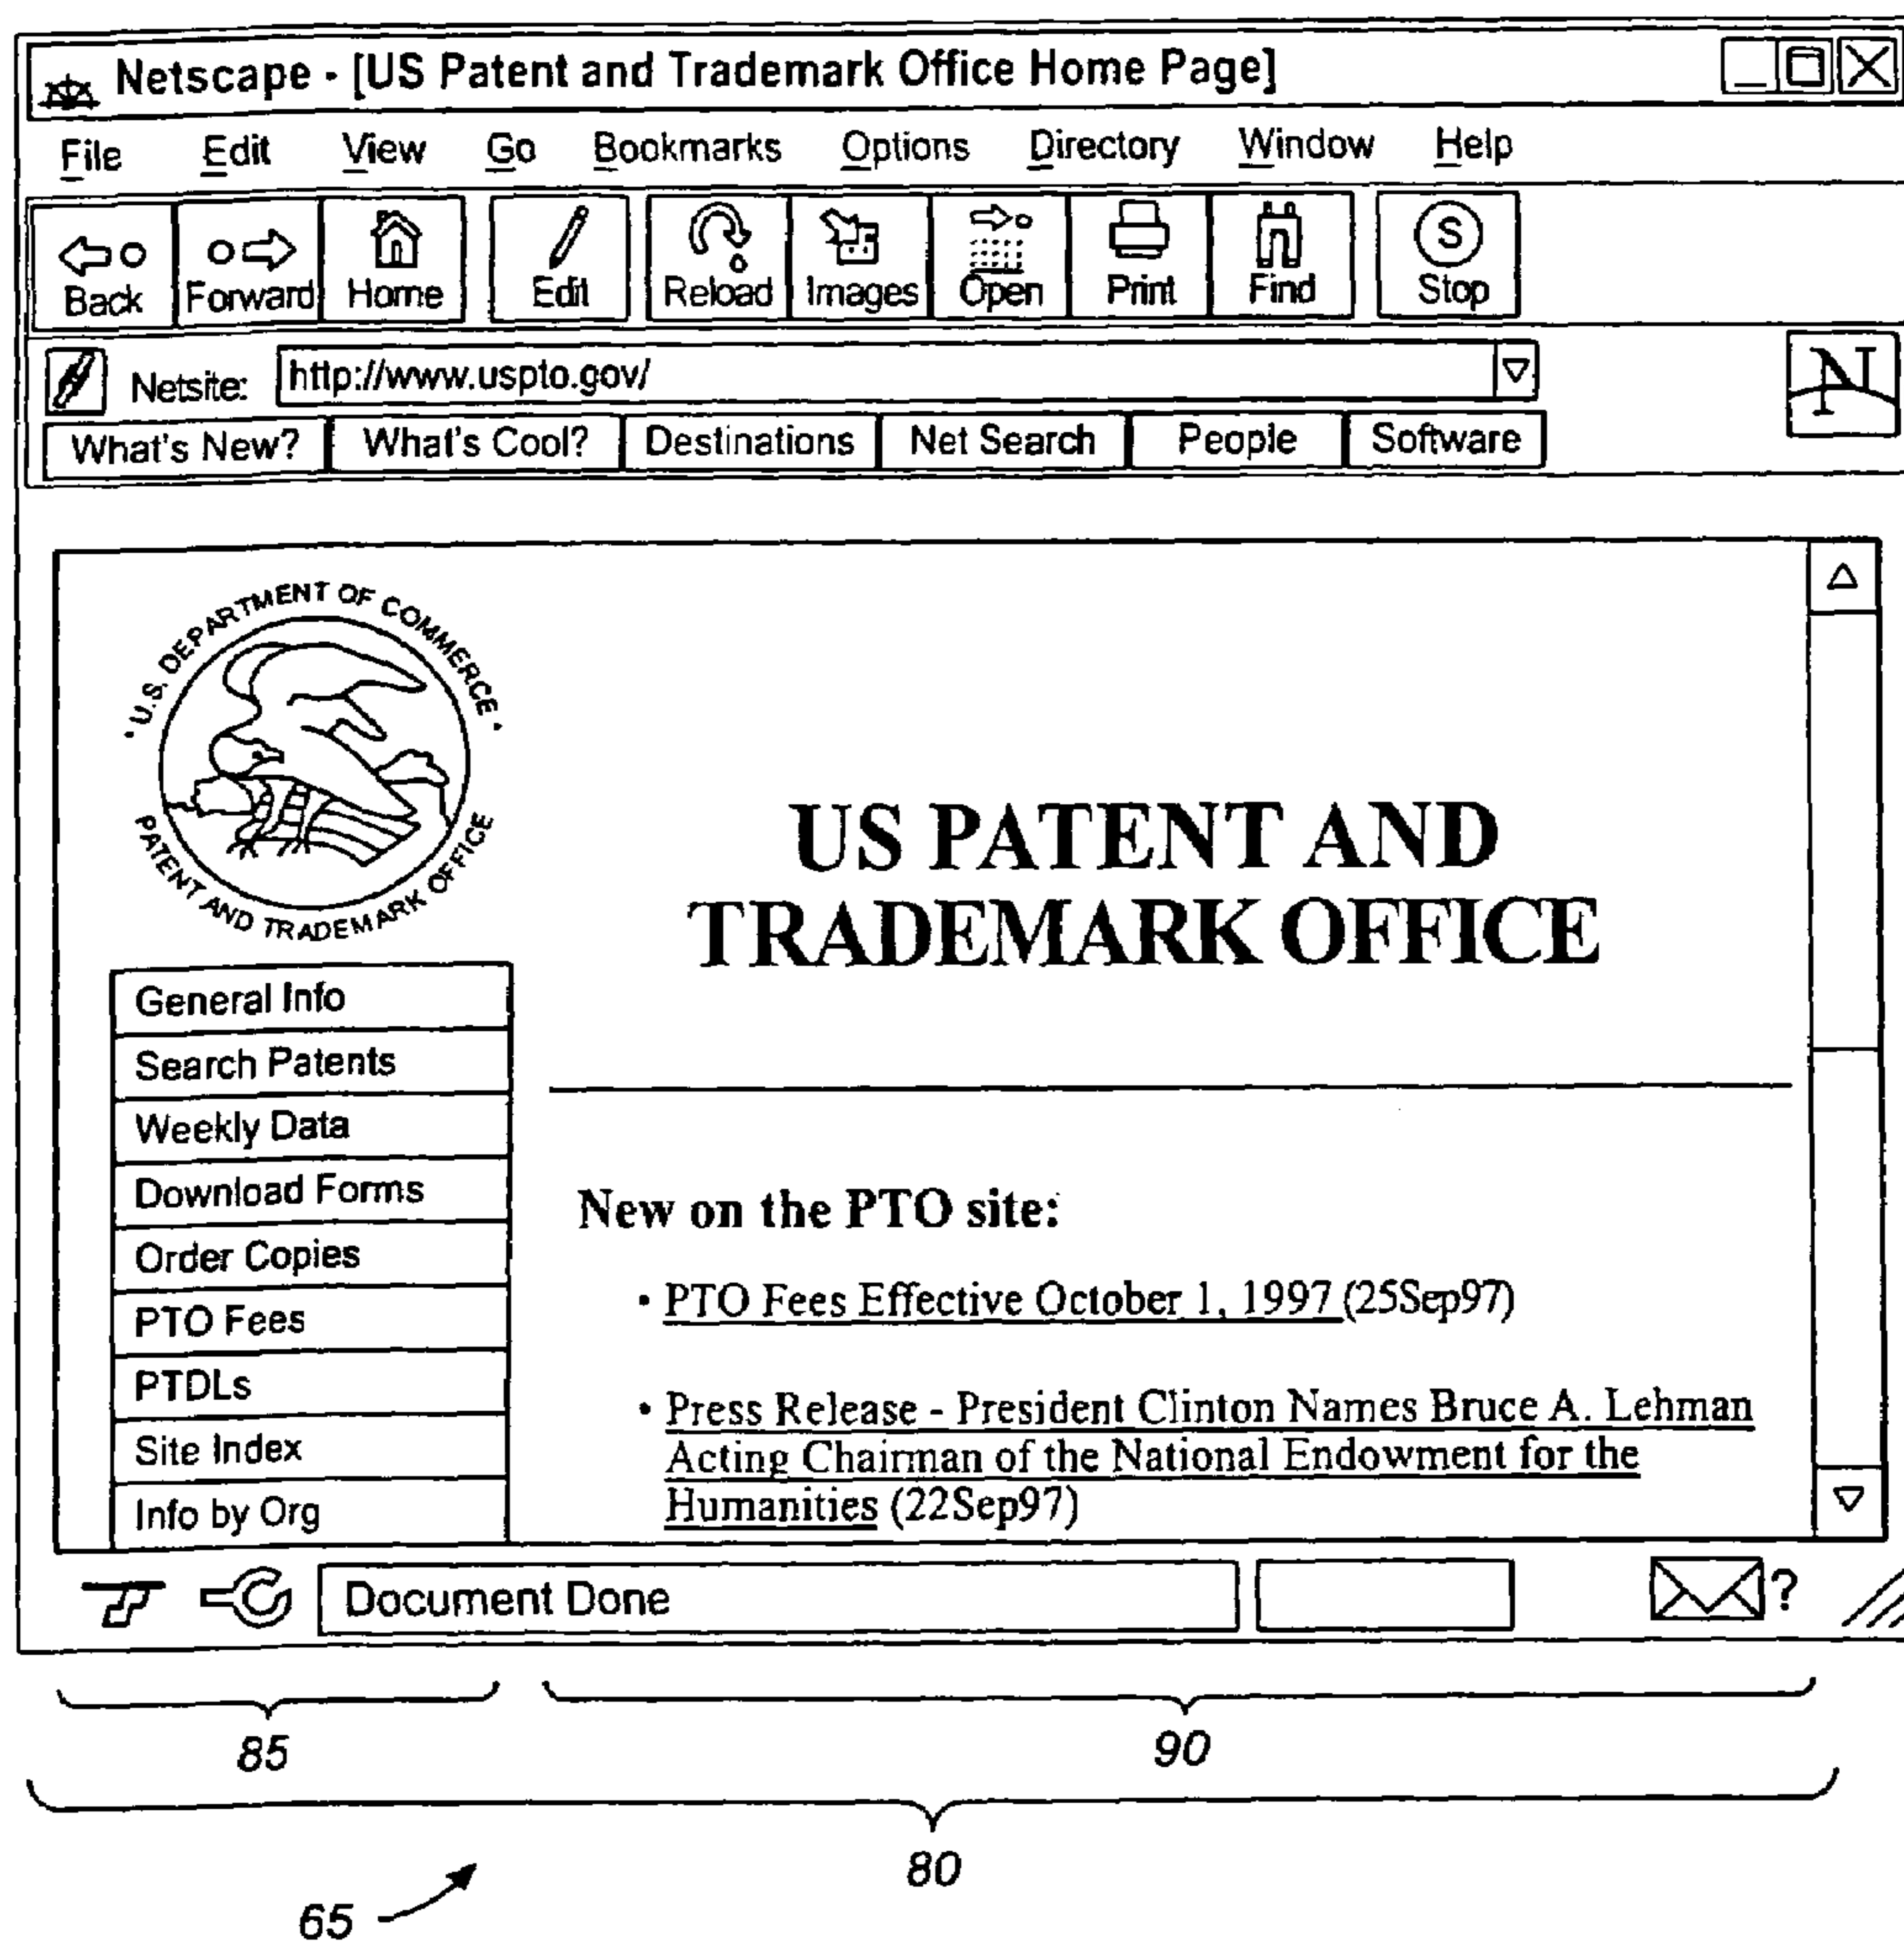 Netscape - [US Patent and Trademark Office Home Page]
File Edit View Go Bookmarks Options Directory Window Help
Back Forward Home Edit Reload Images Open Print Find S Stop
Netsite: http://www.uspto.gov/ N
What's New? What's Cool? Destinations Net Search People Software
U.S. DEPARTMENT OF COMMERCE
PATENT AND TRADEMARK OFFICE
US PATENT AND
TRADEMARK OFFICE
General Info
Search Patents
Weekly Data
Download Forms
Order Copies
PTO Fees
PTDLs
Site Index
Info by Org
New on the PTO site:
• PTO Fees Effective October 1, 1997 (25Sep97)
• Press Release - President Clinton Names Bruce A. Lehman
Acting Chairman of the National Endowment for the
Humanities (22Sep97)
Document Done ?
85 90
80
65